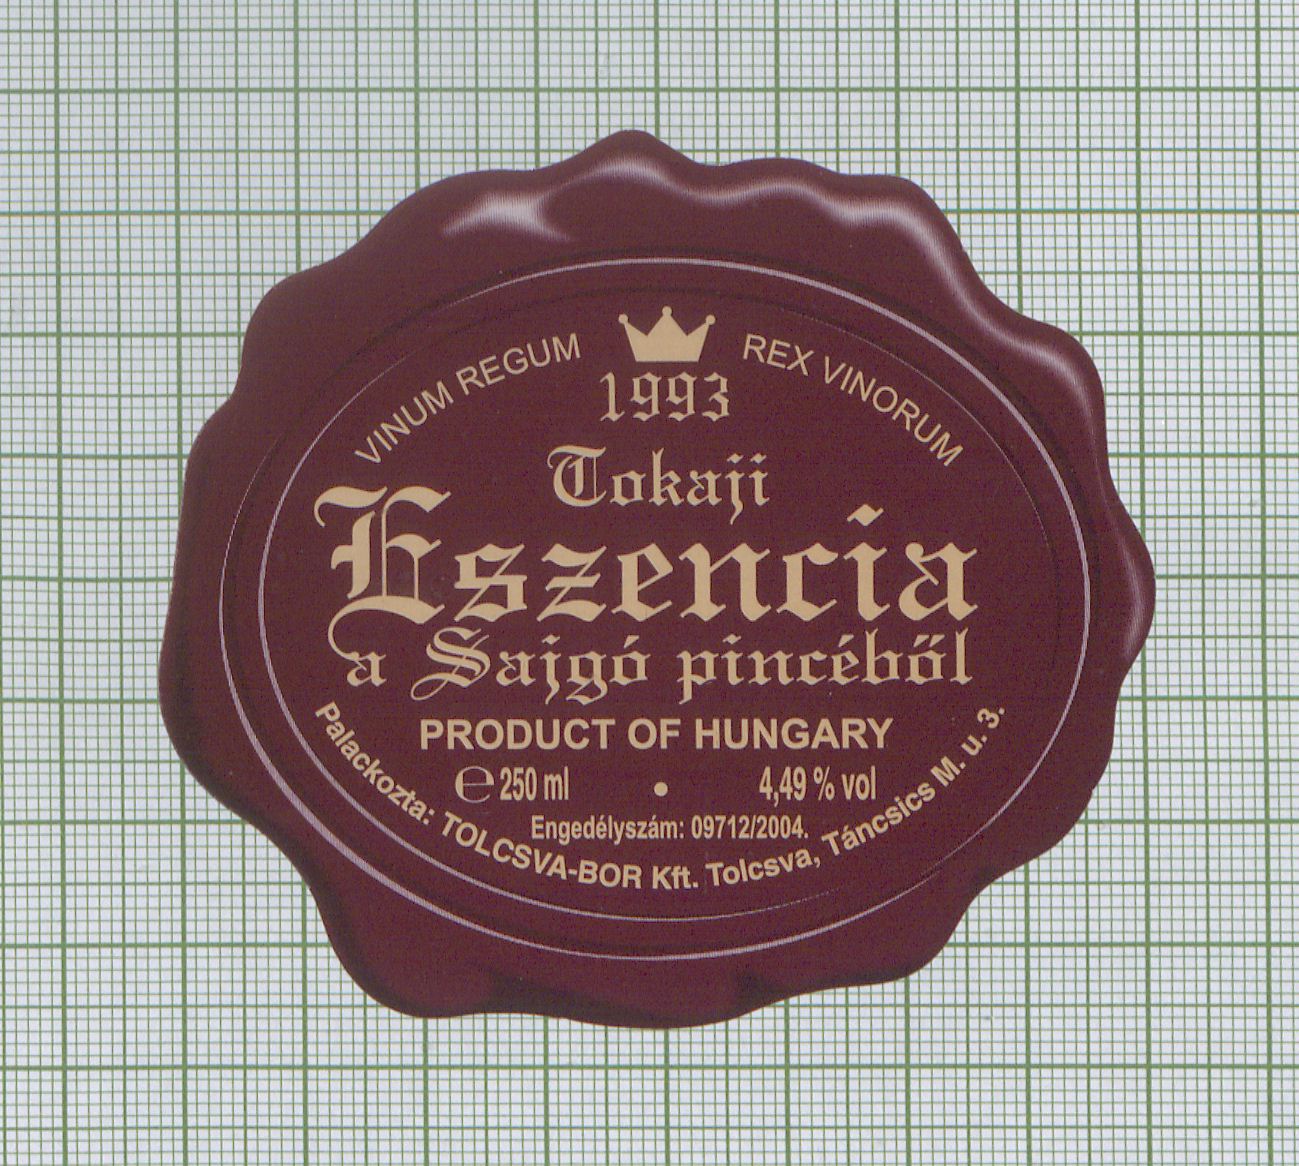 VINUM REGUM
REX VINORUM
1993
Tokaji
Eszencia
a Sajgó pincéből
PRODUCT OF HUNGARY
℮ 250 ml • 4,49 % vol
Engedélyszám: 09712/2004.
Palackozta: TOLCSVA-BOR Kft. Tolcsva, Táncsics M. u. 3.